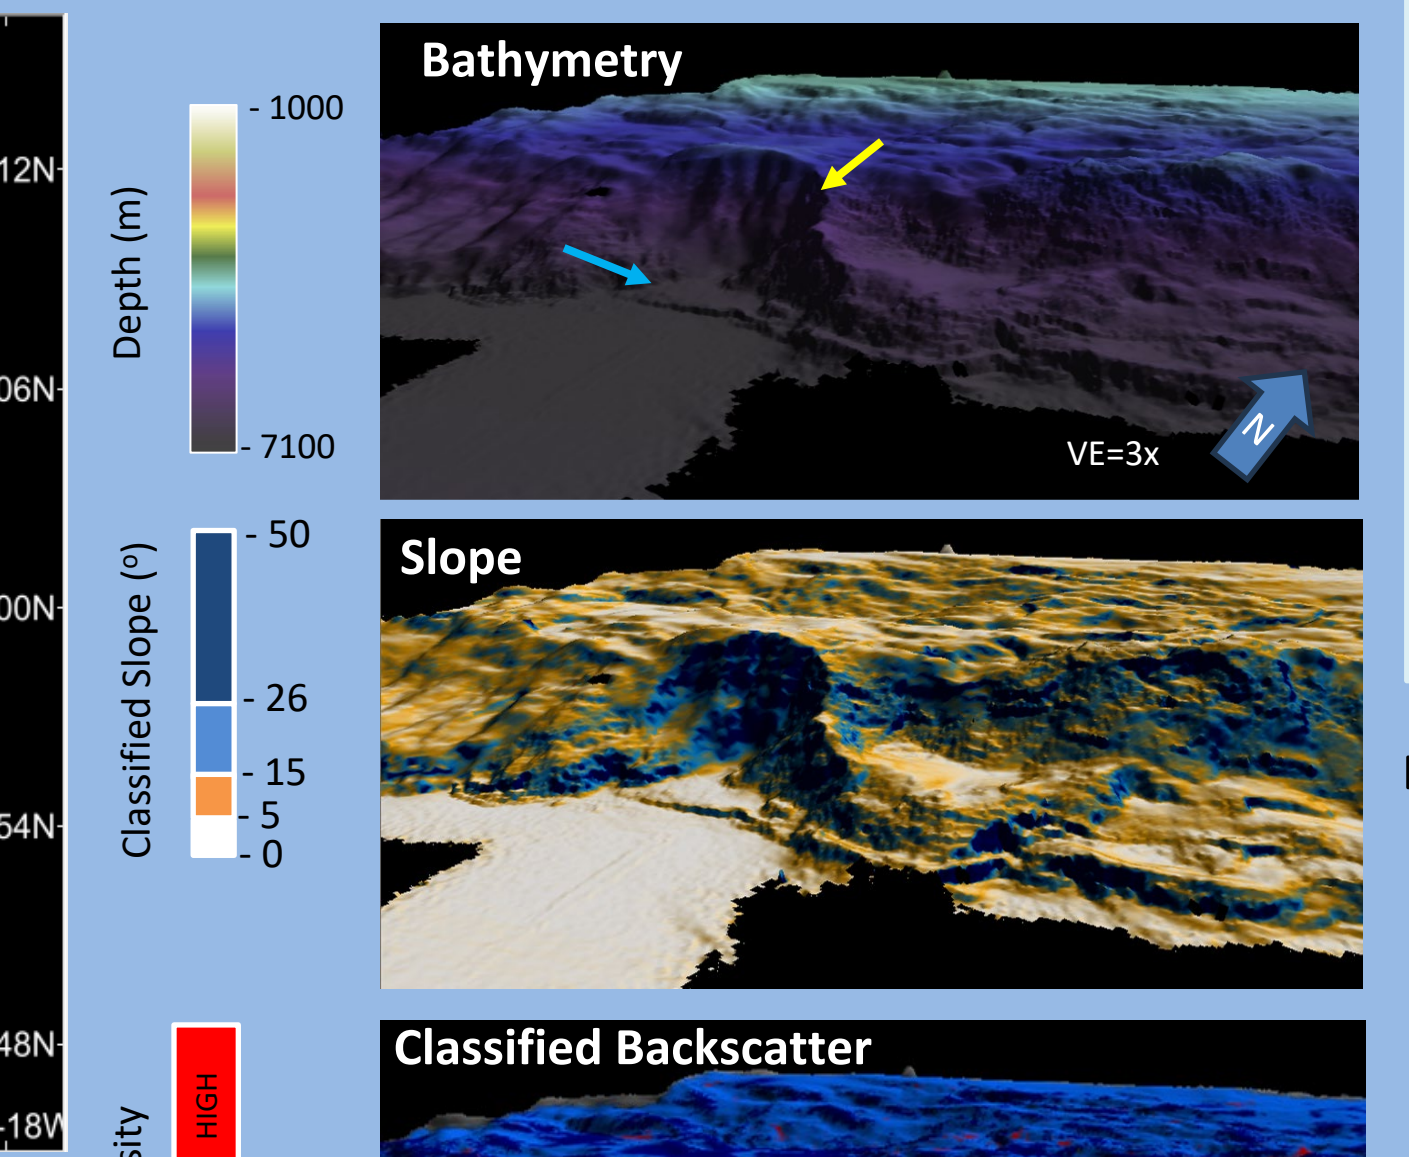 Bathymetry
- 1000
12N
Depth (m)
06N
- 7100
VE=3x
N
Slope
- 50
Classified Slope (º)
00N
- 26
- 15
- 5
54N
- 0
Classified Backscatter
48N
HIGH
-18W
sity